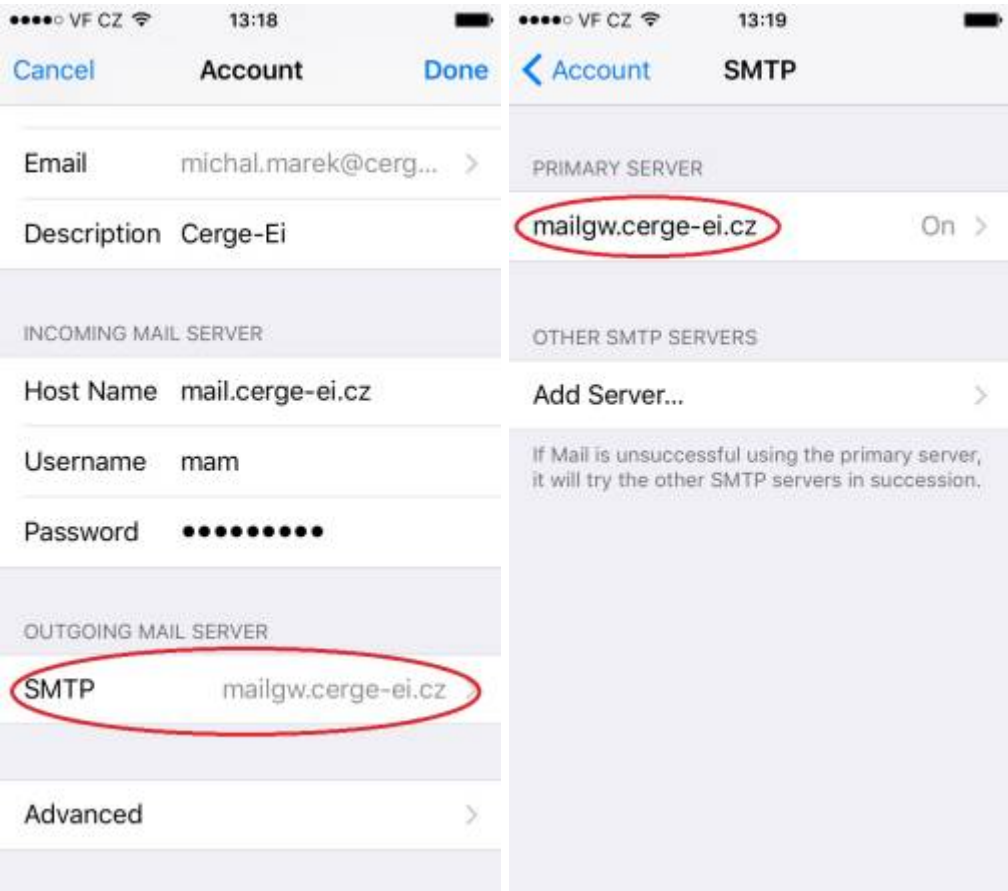 VF CZ 13:18
Cancel Account Done
Email michal.marek@cerg...
Description Cerge-Ei
INCOMING MAIL SERVER
Host Name mail.cerge-ei.cz
Username mam
Password •••••••••
OUTGOING MAIL SERVER
SMTP mailgw.cerge-ei.cz
Advanced
VF CZ 13:19
Account SMTP
PRIMARY SERVER
mailgw.cerge-ei.cz On
OTHER SMTP SERVERS
Add Server...
If Mail is unsuccessful using the primary server,
it will try the other SMTP servers in succession.